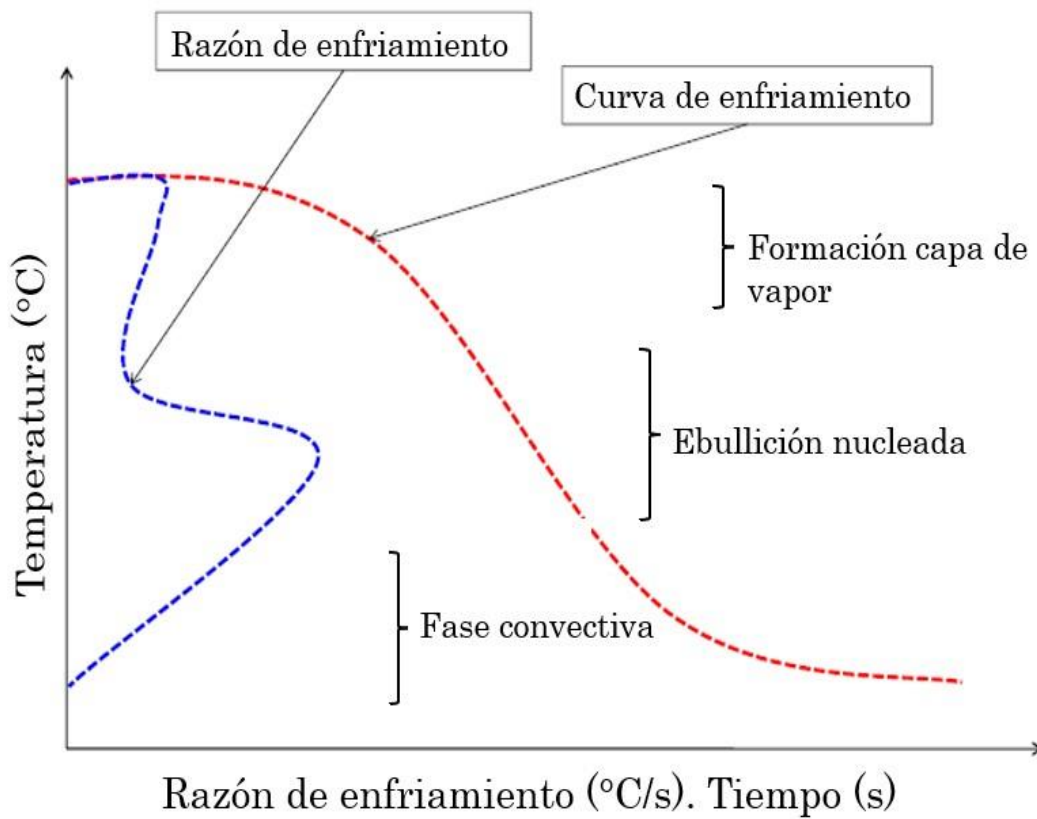 Razón de enfriamiento
Curva de enfriamiento
Formación capa de
vapor
Ebullición nucleada
Fase convectiva
Temperatura (°C)
Razón de enfriamiento (°C/s). Tiempo (s)